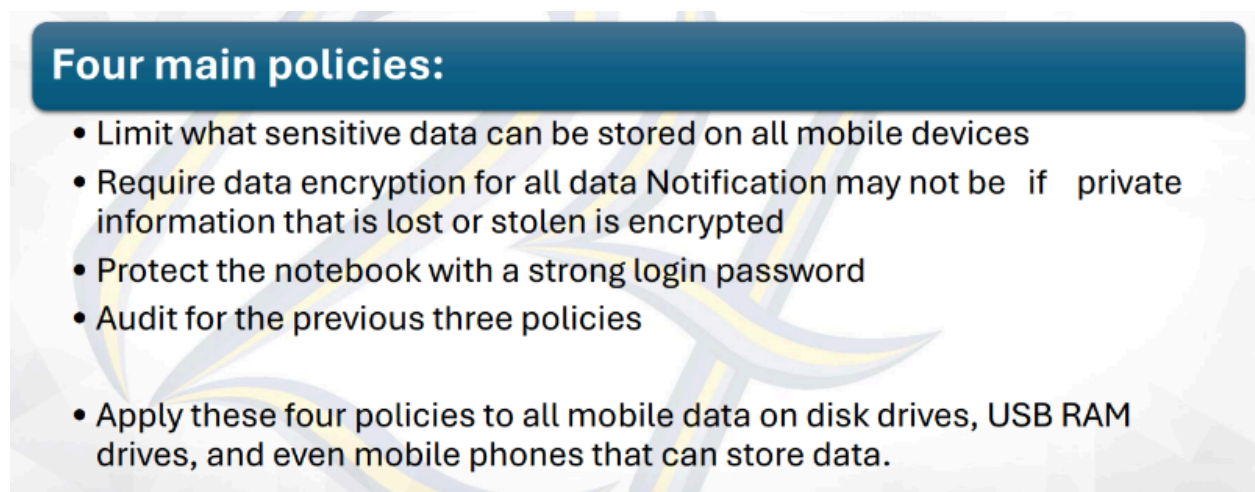 Four main policies:
• Limit what sensitive data can be stored on all mobile devices
• Require data encryption for all data Notification may not be if private
information that is lost or stolen is encrypted
• Protect the notebook with a strong login password
• Audit for the previous three policies
• Apply these four policies to all mobile data on disk drives, USB RAM
drives, and even mobile phones that can store data.